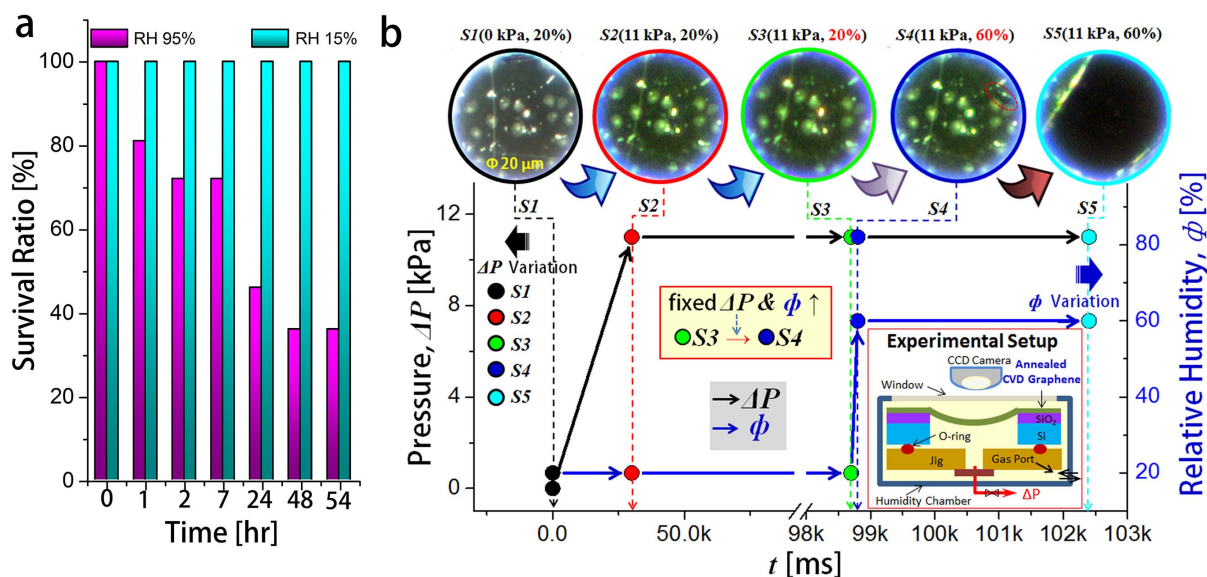 a
RH 95%
RH 15%
Survival Ratio [%]
100
80
60
40
20
0
0 1 2 7 24 48 54
Time [hr]
b
S1(0 kPa, 20%) S2(11 kPa, 20%) S3(11 kPa, 20%) S4(11 kPa, 60%) S5(11 kPa, 60%)
Φ20 μm
S1 S2 S3 S4 S5
Pressure, ΔP [kPa]
12
8
4
0
ΔP Variation
S1
S2
S3
S4
S5
fixed ΔP & ϕ ↑
S3 → S4
ΔP
ϕ
ϕ Variation
Experimental Setup
CCD Camera
Annealed
CVD Graphene
Window
SiO₂
Si
O-ring
Jig
Gas Port
Humidity Chamber
ΔP
Relative Humidity, ϕ [%]
100
80
60
40
20
0.0 50.0k 98k 99k 100k 101k 102k 103k
t [ms]